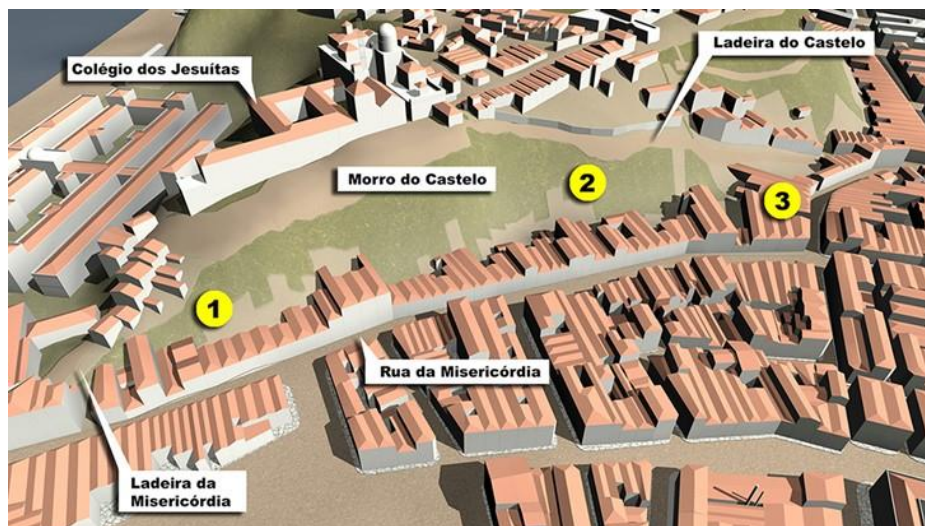 Ladeira do Castelo
Colégio dos Jesuítas
Morro do Castelo
2
3
1
Rua da Misericórdia
Ladeira da
Misericórdia